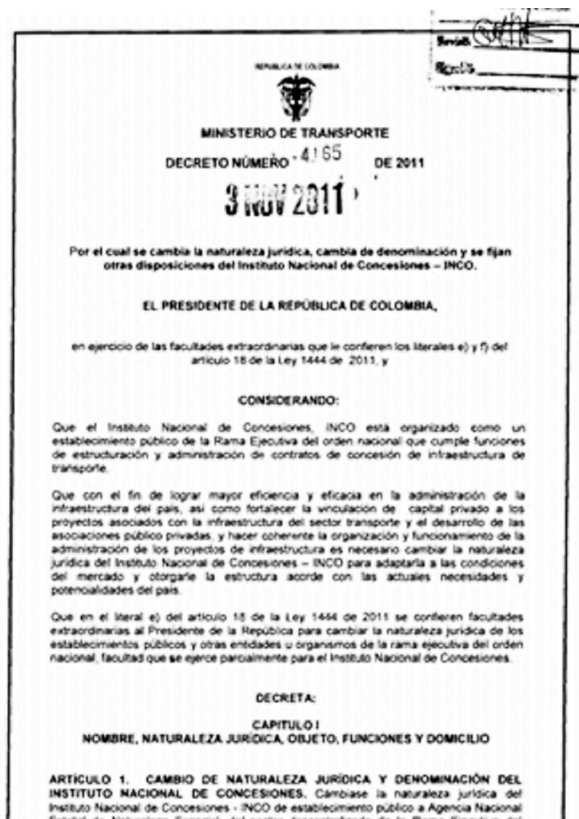 REPUBLICA DE COLOMBIA
MINISTERIO DE TRANSPORTE
DECRETO NÚMERO -4165 DE 2011
3 NOV 2011
Por el cual se cambia la naturaleza jurídica, cambia de denominación y se fijan
otras disposiciones del Instituto Nacional de Concesiones – INCO.
EL PRESIDENTE DE LA REPÚBLICA DE COLOMBIA,
en ejercicio de las facultades extraordinarias que le confieren los literales e) y f) del
artículo 18 de la Ley 1444 de 2011, y
CONSIDERANDO:
Que el Instituto Nacional de Concesiones, INCO está organizado como un
establecimiento público de la Rama Ejecutiva del orden nacional que cumple funciones
de estructuración y administración de contratos de concesión de infraestructura de
transporte.
Que con el fin de lograr mayor eficiencia y eficacia en la administración de la
infraestructura del país, así como fortalecer la vinculación de capital privado a los
proyectos asociados con la infraestructura del sector transporte y el desarrollo de las
asociaciones público privadas, y hacer coherente la organización y funcionamiento de la
administración de los proyectos de infraestructura es necesario cambiar la naturaleza
jurídica del Instituto Nacional de Concesiones – INCO para adaptarla a las condiciones
del mercado y otorgarle la estructura acorde con las actuales necesidades y
potencialidades del país.
Que en el literal e) del artículo 18 de la Ley 1444 de 2011 se confieren facultades
extraordinarias al Presidente de la República para cambiar la naturaleza jurídica de los
establecimientos públicos y otras entidades u organismos de la rama ejecutiva del orden
nacional, facultad que se ejerce parcialmente para el Instituto Nacional de Concesiones.
DECRETA:
CAPITULO I
NOMBRE, NATURALEZA JURÍDICA, OBJETO, FUNCIONES Y DOMICILIO
ARTÍCULO 1. CAMBIO DE NATURALEZA JURÍDICA Y DENOMINACIÓN DEL
INSTITUTO NACIONAL DE CONCESIONES. Cámbiase la naturaleza jurídica del
Instituto Nacional de Concesiones - INCO de establecimiento público a Agencia Nacional